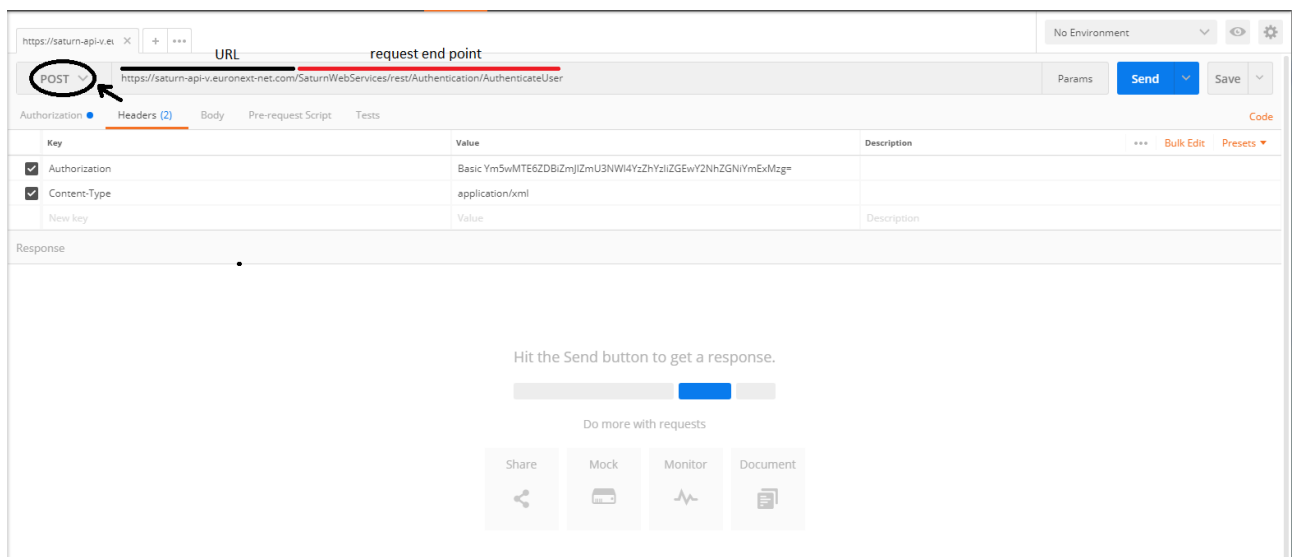 No Environment
https://saturn-api-v.eu
URL
request end point
POST
https://saturn-api-v.euronext-net.com/SaturnWebServices/rest/Authentication/AuthenticateUser
Params
Send
Save
Authorization
Headers (2)
Body
Pre-request Script
Tests
Code
Key
Value
Description
Bulk Edit
Presets
Authorization
Content-Type
application/xml
New key
Value
Description
Response
Hit the Send button to get a response.
Do more with requests
Share
Mock
Monitor
Document